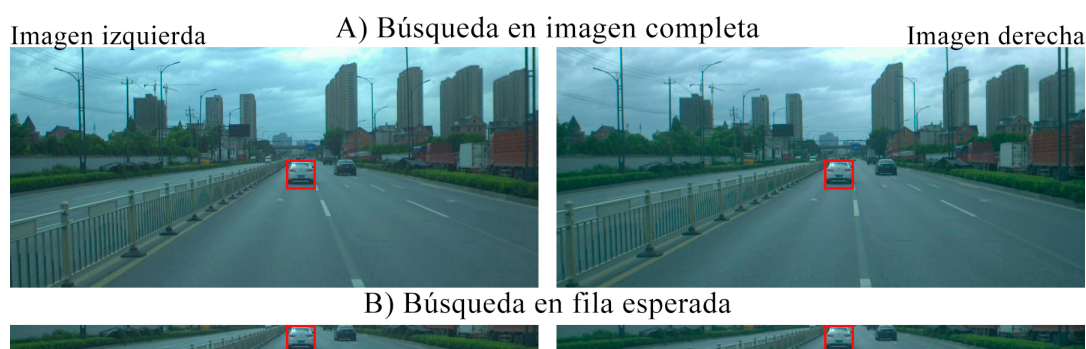 A) Búsqueda en imagen completa
Imagen izquierda
Imagen derecha
B) Búsqueda en fila esperada